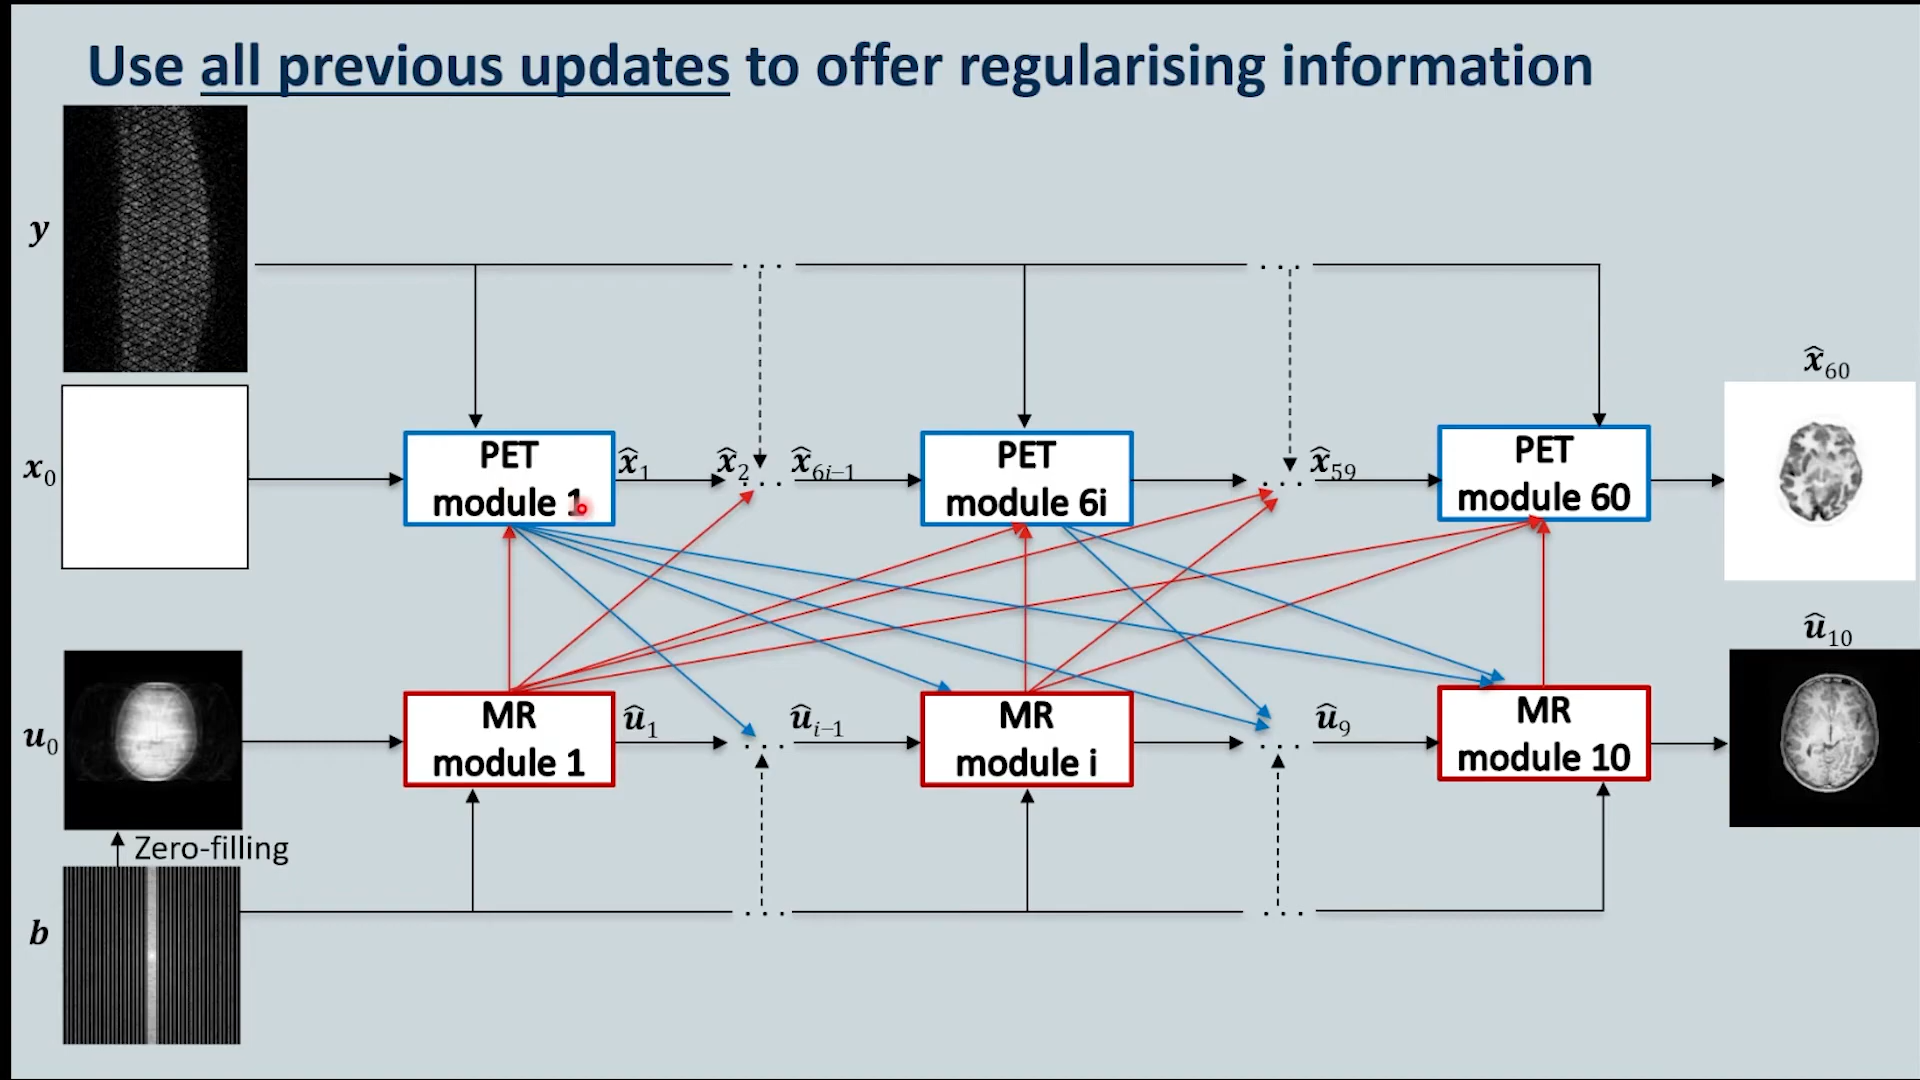 Use all previous updates to offer regularising information
y
x̂₆₀
x₀
PET
module 1
x̂₁
x̂₂
x̂₆ᵢ₋₁
PET
module 6i
x̂₅₉
PET
module 60
û₁₀
u₀
MR
module 1
û₁
ûᵢ₋₁
MR
module i
û₉
MR
module 10
Zero-filling
b